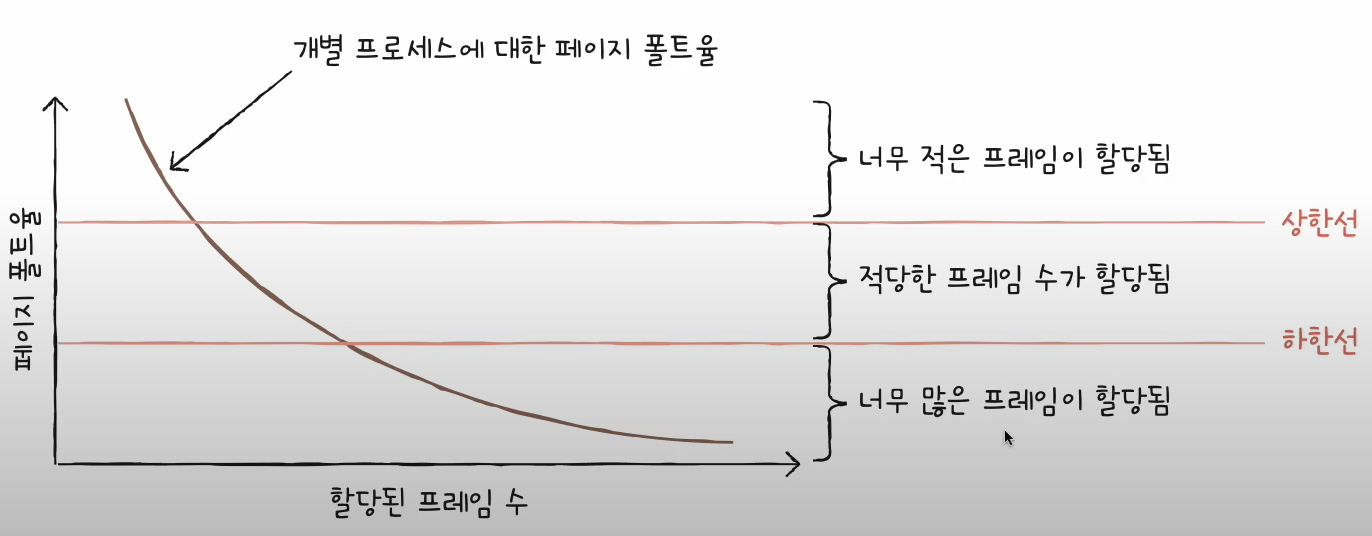 개별 프로세스에 대한 페이지 폴트율
너무 적은 프레임이 할당됨
상한선
페이지 폴트율
적당한 프레임 수가 할당됨
하한선
너무 많은 프레임이 할당됨
할당된 프레임 수